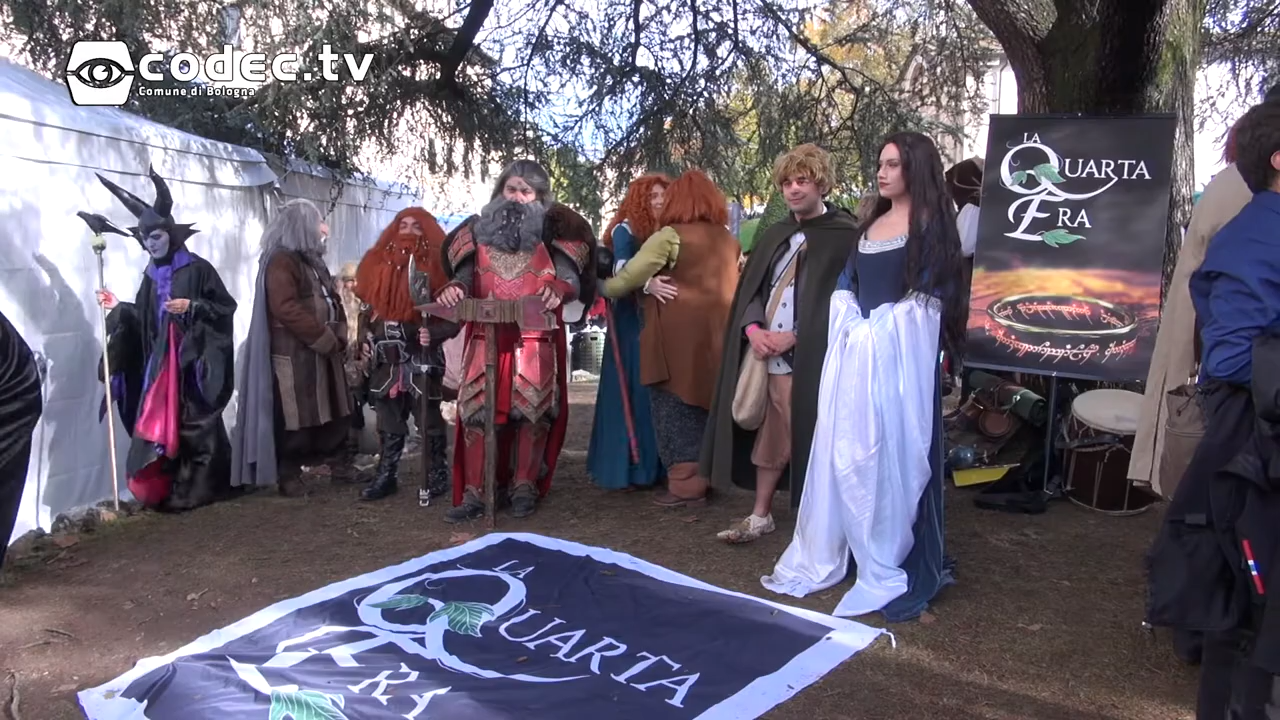 codec.tv
Comune di Bologna
LA
QUARTA
ERA
LA
QUARTA
ERA